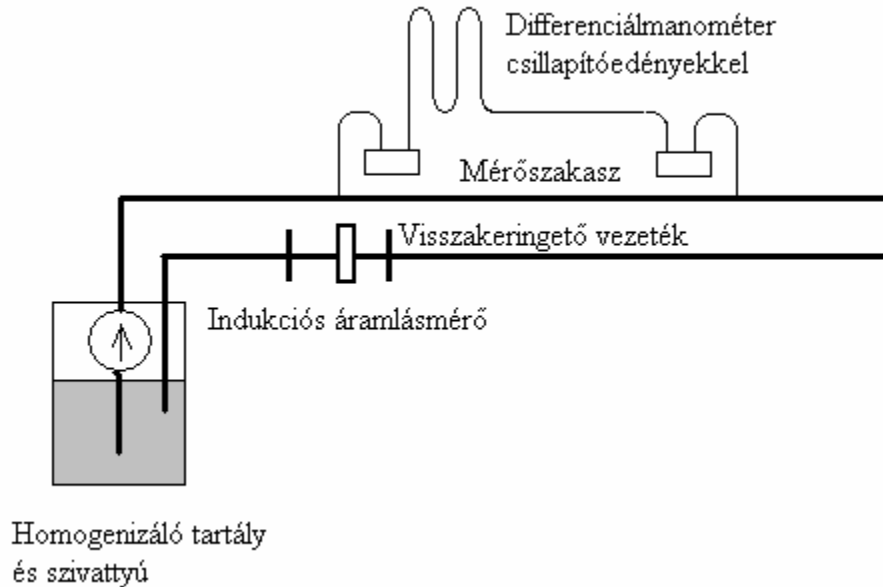 Differenciálmanométer
csillapítóedényekkel
Mérőszakasz
Visszakeringető vezeték
Indukciós áramlásmérő
Homogenizáló tartály
és szivattyú